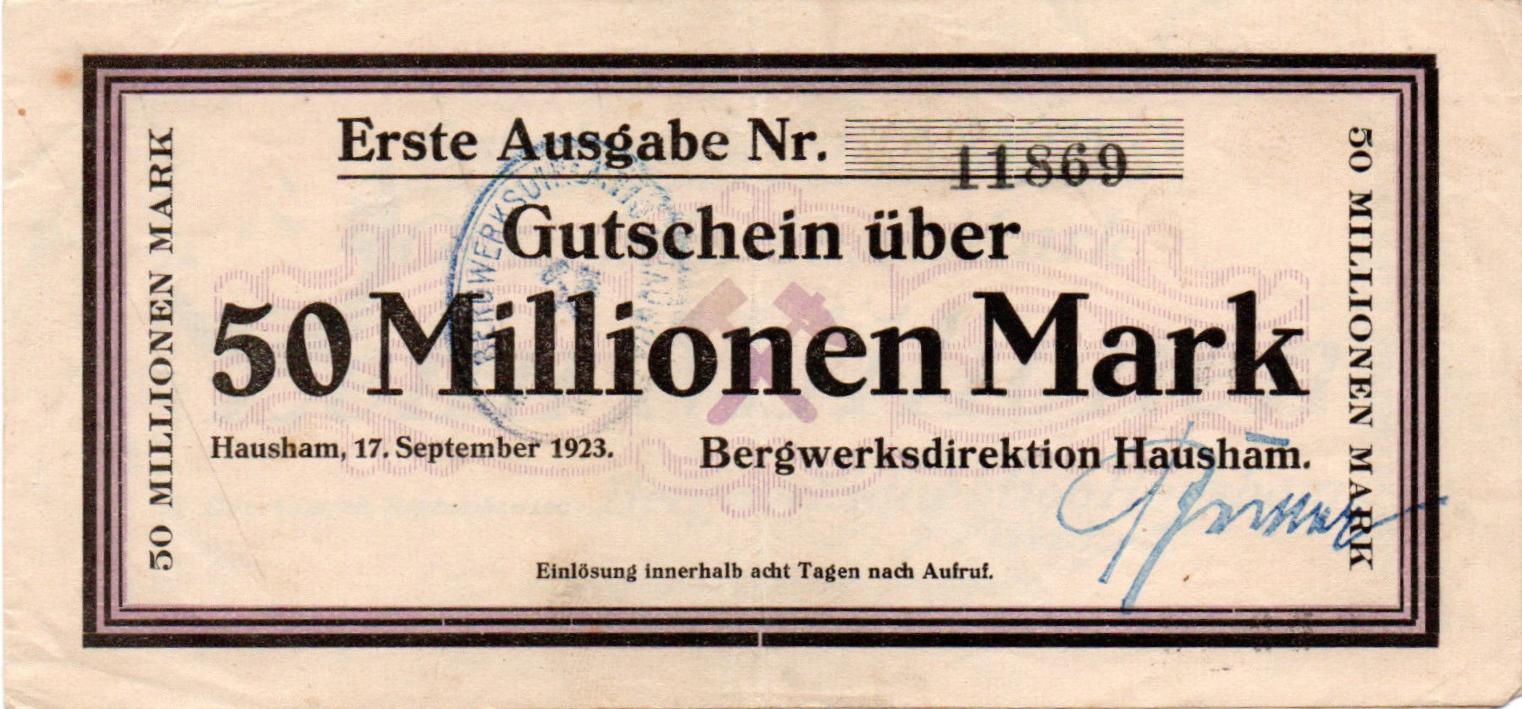 Erste Ausgabe Nr. 11869
Gutschein über
50 Millionen Mark
Hausham, 17. September 1923.
Bergwerksdirektion Hausham.
Einlösung innerhalb acht Tagen nach Aufruf.
50 MILLIONEN MARK
50 MILLIONEN MARK